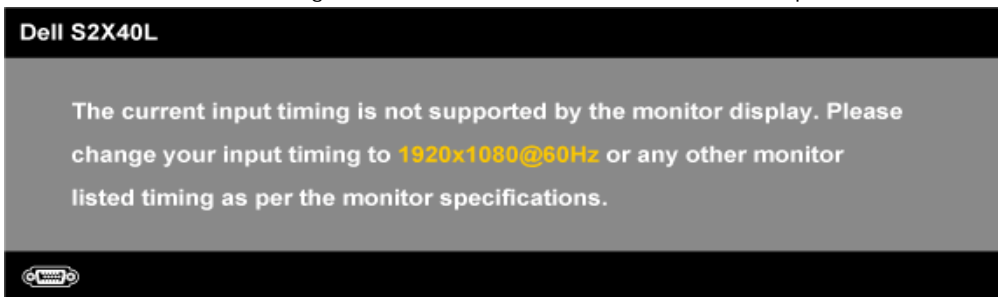 Dell S2X40L
The current input timing is not supported by the monitor display. Please
change your input timing to 1920x1080@60Hz or any other monitor
listed timing as per the monitor specifications.